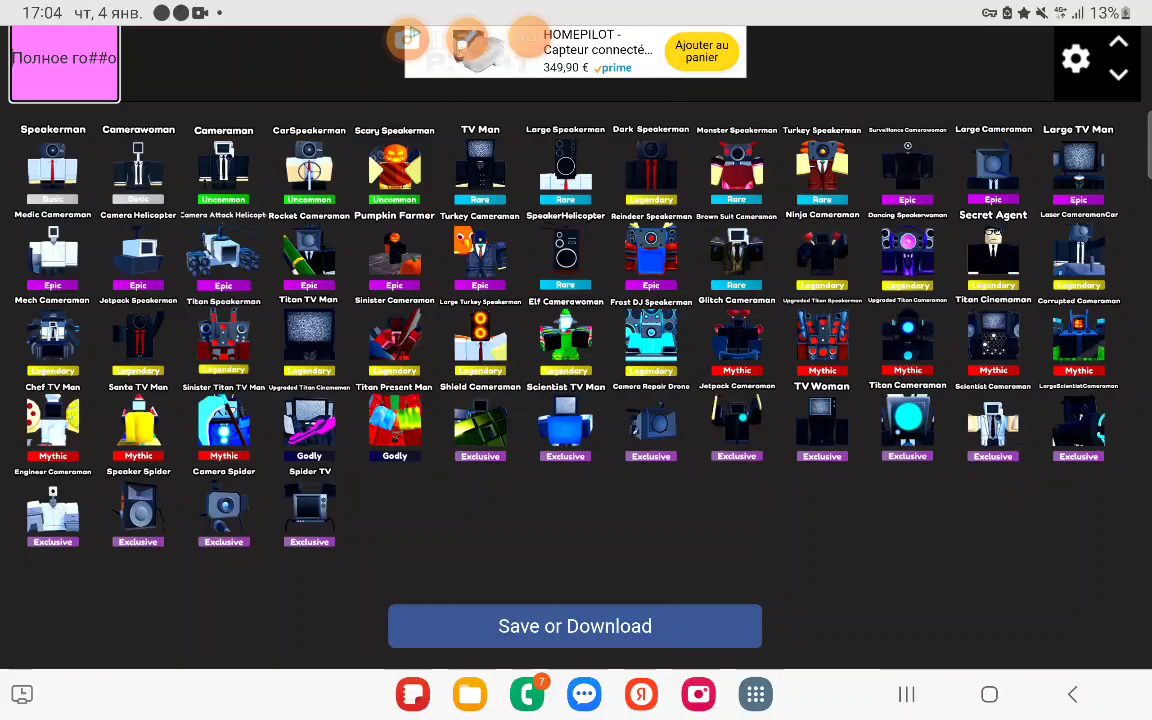 17:04 чт, 4 янв.
4G+
13%
Полное го##о
00:3
HOMEPILOT -
Capteur connecté...
349,90 € prime
Ajouter au
panier
Speakerman Camerawoman Cameraman CarSpeakerman Scary Speakerman TV Man Large Speakerman Dark Speakerman Monster Speakerman Turkey Speakerman Surveillance Camerawoman Large Cameraman Large TV Man
Basic Basic Uncommon Uncommon Uncommon Rare Rare Legendary Rare Rare Epic Epic Epic
Medic Cameraman Camera Helicopter Camera Attack Helicopt Rocket Cameraman Pumpkin Farmer Turkey Cameraman SpeakerHelicopter Reindeer Speakerman Brown Suit Cameraman Ninja Cameraman Dancing Speakerwoman Secret Agent Laser CameramanCar
Epic Epic Epic Epic Epic Epic Rare Epic Rare Legendary Legendary Legendary Legendary
Mech Cameraman Jetpack Speakerman Titan Speakerman Titan TV Man Sinister Cameraman Large Turkey Speakerman Elf Camerawoman Frost DJ Speakerman Glitch Cameraman Upgraded Titan Speakerman Upgraded Titan Cameraman Titan Cinemaman Corrupted Cameraman
Legendary Legendary Legendary Legendary Legendary Legendary Legendary Legendary Mythic Mythic Mythic Mythic Mythic
Chef TV Man Santa TV Man Sinister Titan TV Man Upgraded Titan Cinemaman Titan Present Man Shield Cameraman Scientist TV Man Camera Repair Drone Jetpack Cameraman TV Woman Titan Cameraman Scientist Cameraman LargeScientistCameraman
Mythic Mythic Mythic Godly Godly Exclusive Exclusive Exclusive Exclusive Exclusive Exclusive Exclusive Exclusive
Engineer Cameraman Speaker Spider Camera Spider Spider TV
Exclusive Exclusive Exclusive Exclusive
Save or Download
7
Я